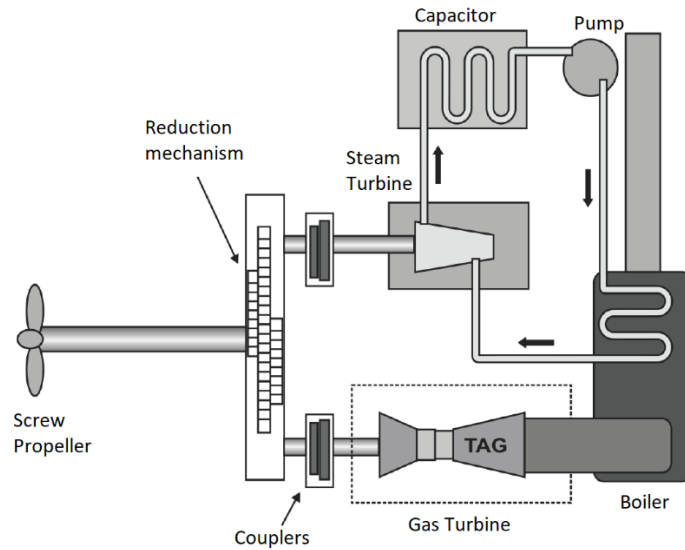 Capacitor
Pump
Reduction
mechanism
Steam
Turbine
Screw
Propeller
TAG
Couplers
Gas Turbine
Boiler